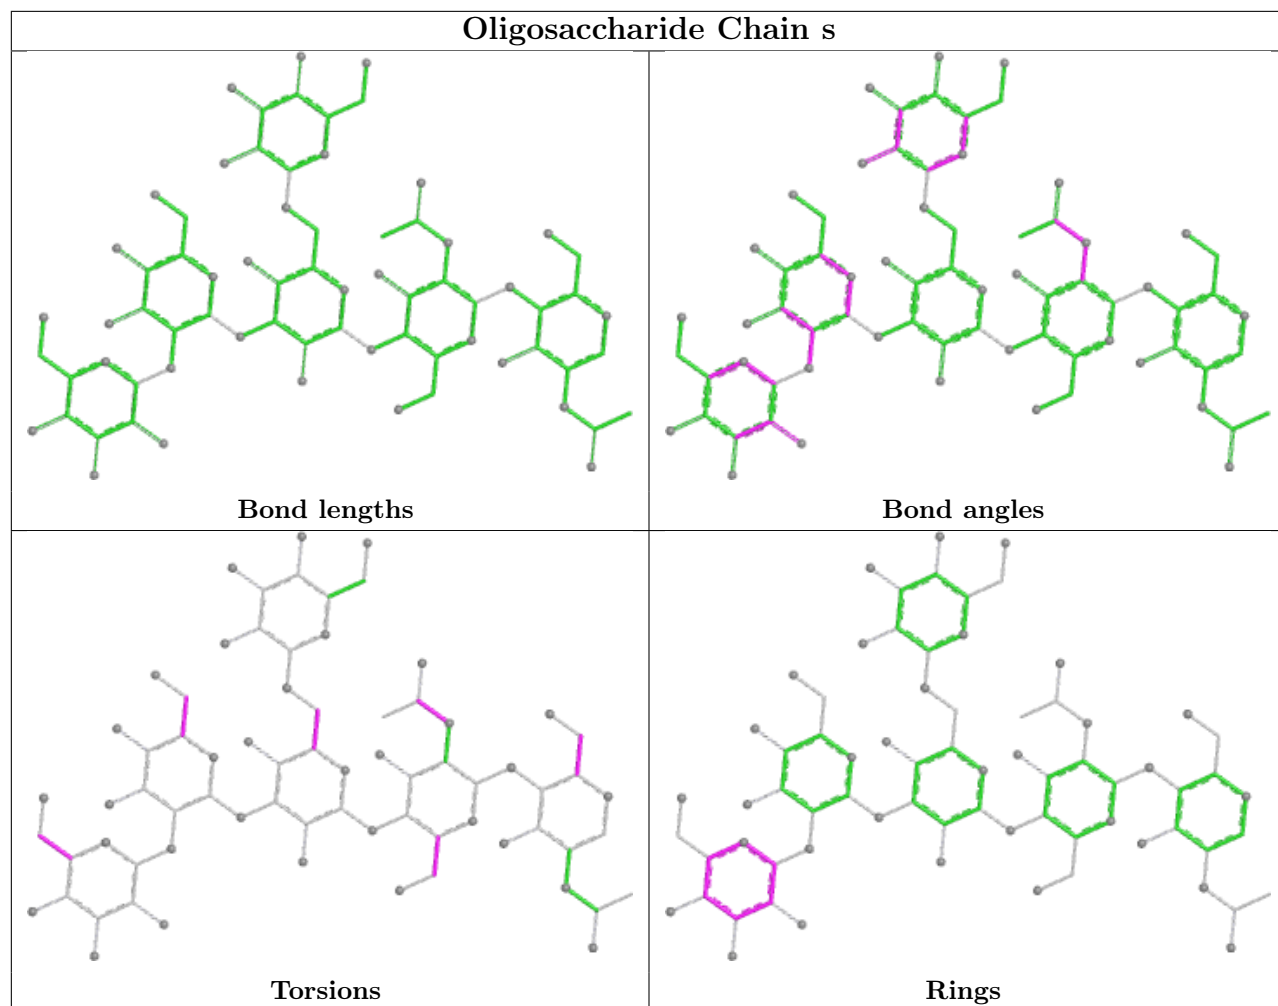 Oligosaccharide Chain s
Bond lengths
Bond angles
Torsions
Rings